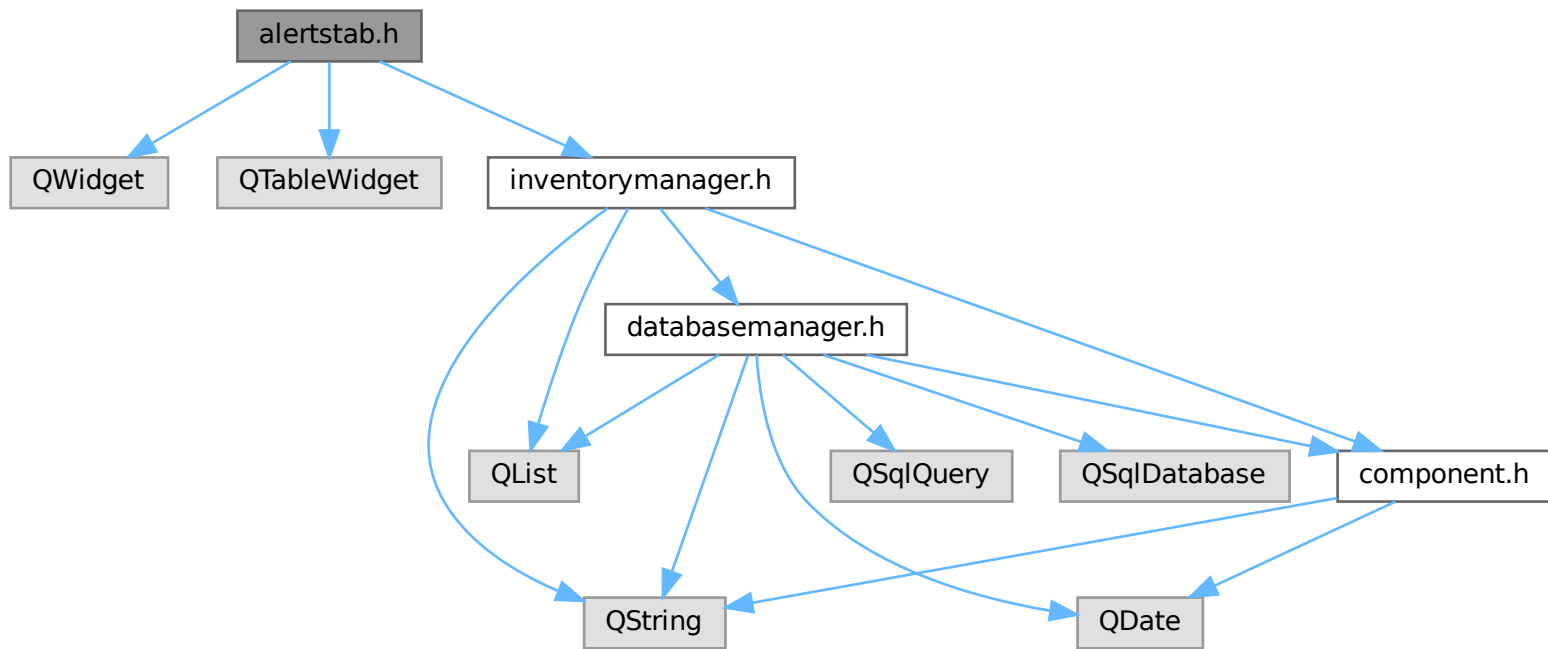 alertstab.h
QWidget
QTableWidget
inventorymanager.h
databasemanager.h
QList
QSqlQuery
QSqlDatabase
component.h
QString
QDate